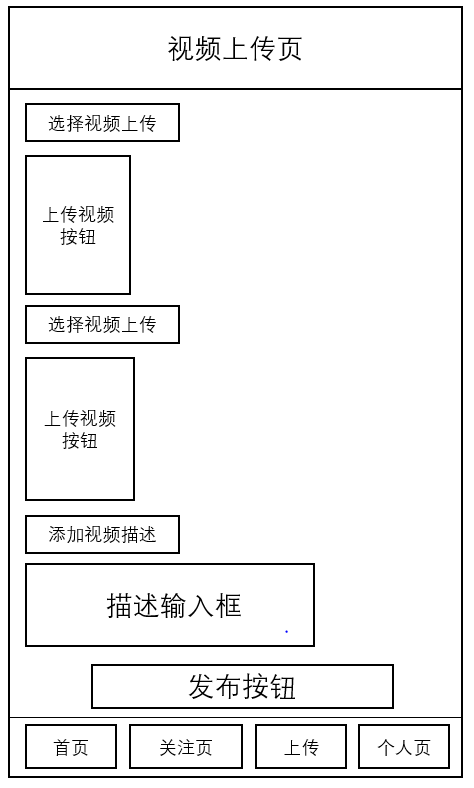 视频上传页
选择视频上传
上传视频
按钮
选择视频上传
上传视频
按钮
添加视频描述
描述输入框
发布按钮
首页 关注页 上传 个人页